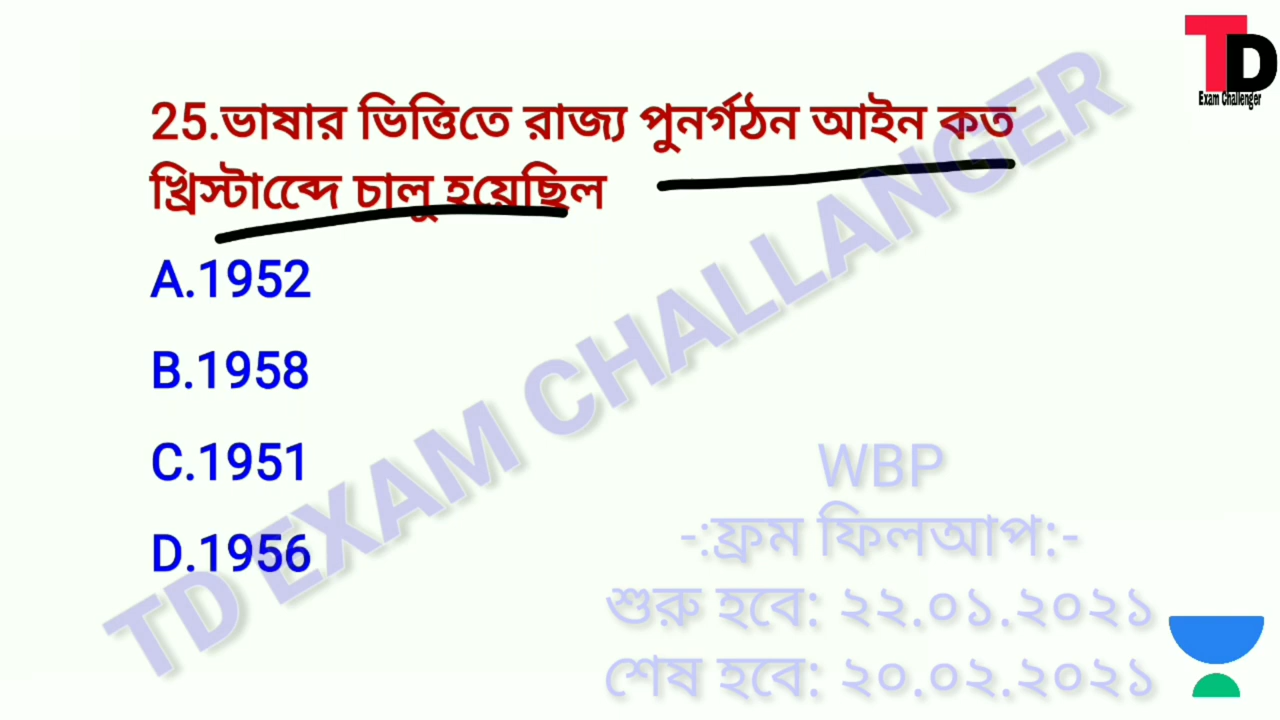 TD
Exam Challenger
25.ভাষার ভিত্তিতে রাজ্য পুনর্গঠন আইন কত
খ্রিস্টাব্দে চালু হয়েছিল
A.1952
B.1958
C.1951
D.1956
TD EXAM CHALLANGER
WBP
-:ফ্রম ফিলআপ:-
শুরু হবে: ২২.০১.২০২১
শেষ হবে: ২০.০২.২০২১